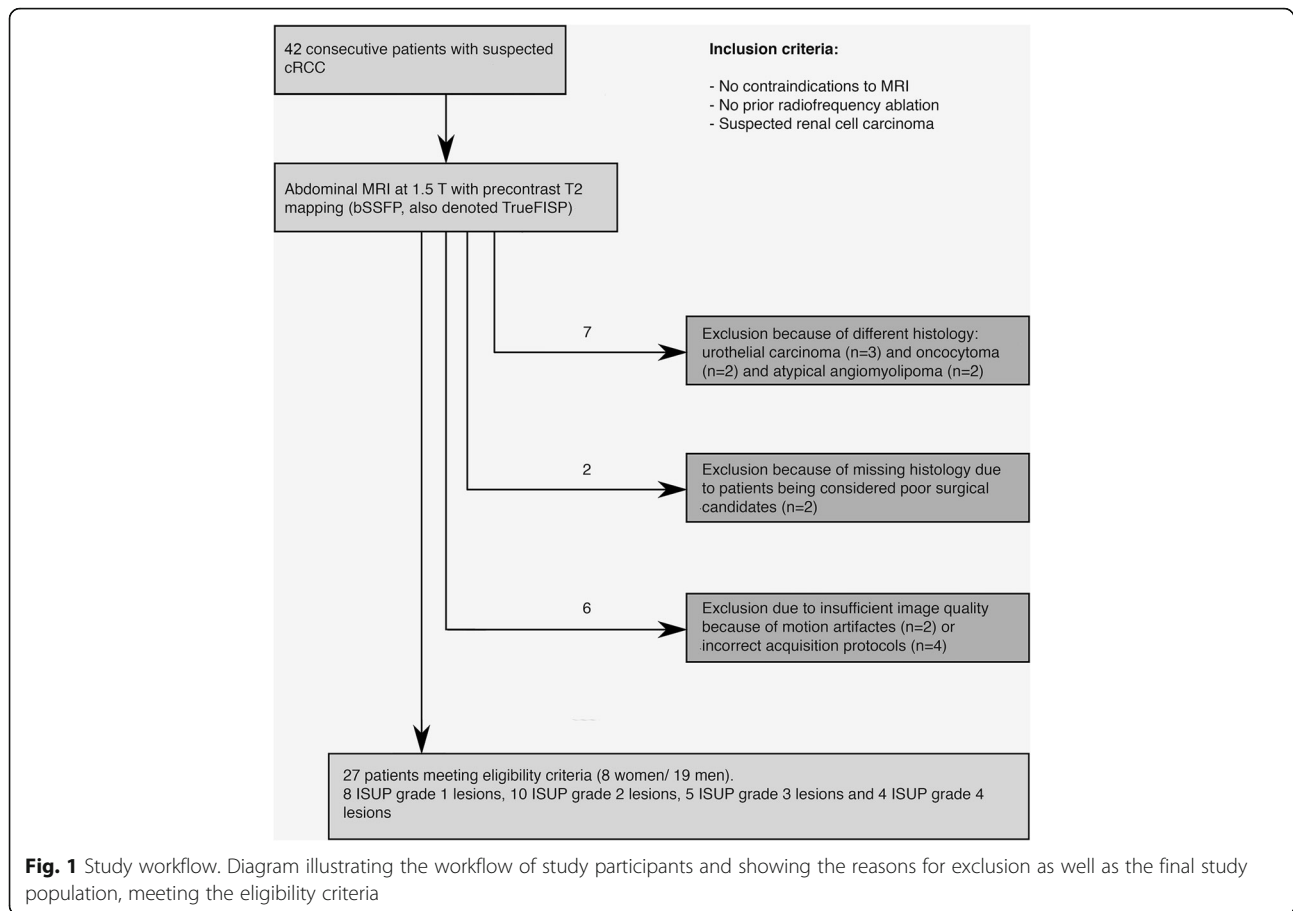 42 consecutive patients with suspected
cRCC
Inclusion criteria:
- No contraindications to MRI
- No prior radiofrequency ablation
- Suspected renal cell carcinoma
Abdominal MRI at 1.5 T with precontrast T2
mapping (bSSFP, also denoted TrueFISP)
7
Exclusion because of different histology:
urothelial carcinoma (n=3) and oncocytoma
(n=2) and atypical angiomyolipoma (n=2)
2
Exclusion because of missing histology due
to patients being considered poor surgical
candidates (n=2)
6
Exclusion due to insufficient image quality
because of motion artifactes (n=2) or
incorrect acquisition protocols (n=4)
27 patients meeting eligibility criteria (8 women/ 19 men).
8 ISUP grade 1 lesions, 10 ISUP grade 2 lesions, 5 ISUP grade 3 lesions and 4 ISUP grade 4
lesions
Fig. 1 Study workflow. Diagram illustrating the workflow of study participants and showing the reasons for exclusion as well as the final study
population, meeting the eligibility criteria